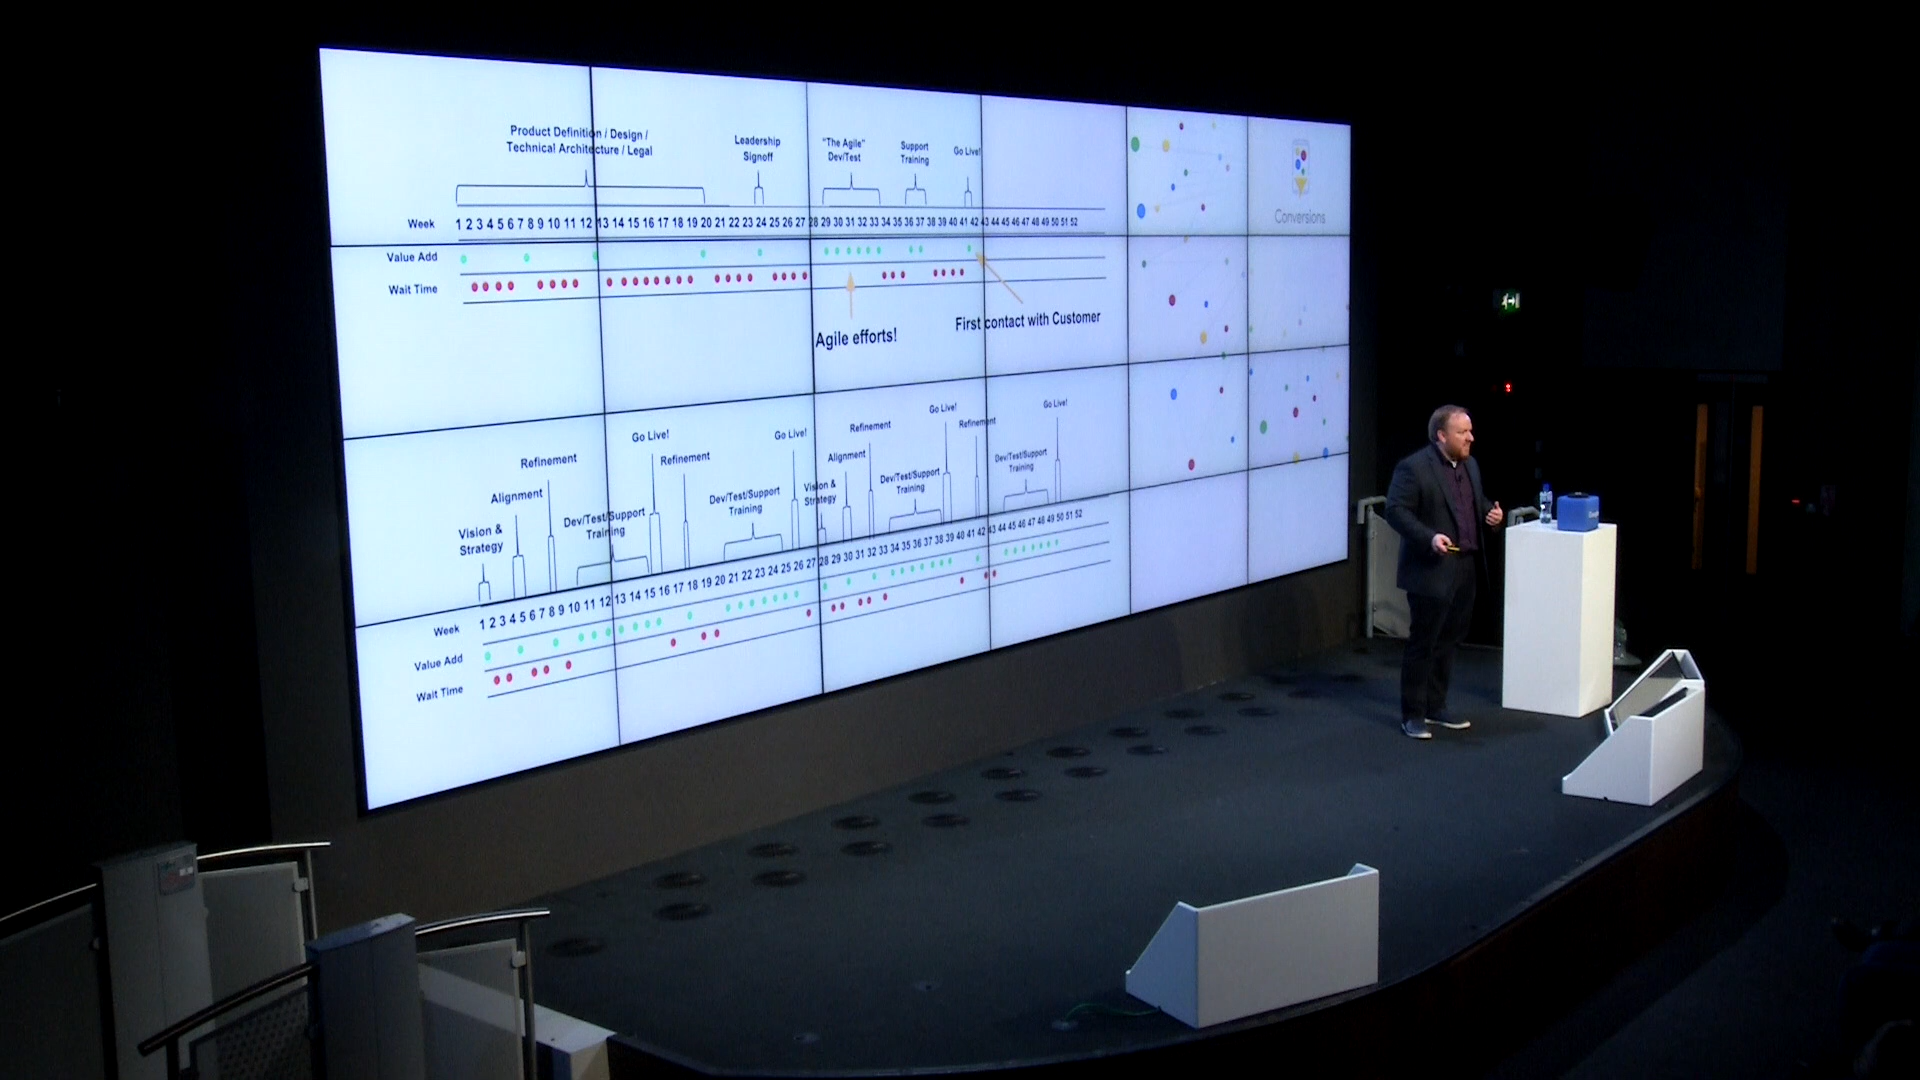 Product Definition / Design /
Technical Architecture / Legal
Leadership
Signoff
"The Agile"
Dev/Test
Support
Training
Go Live!
Conversions
Week 1 2 3 4 5 6 7 8 9 10 11 12 13 14 15 16 17 18 19 20 21 22 23 24 25 26 27 28 29 30 31 32 33 34 35 36 37 38 39 40 41 42 43 44 45 46 47 48 49 50 51 52
Value Add
Wait Time
Agile efforts!
First contact with Customer
Vision &
Strategy
Alignment
Refinement
Dev/Test/Support
Training
Go Live!
Refinement
Dev/Test/Support
Training
Go Live!
Vision &
Strategy
Alignment
Refinement
Dev/Test/Support
Training
Go Live!
Refinement
Dev/Test/Support
Training
Go Live!
Week 1 2 3 4 5 6 7 8 9 10 11 12 13 14 15 16 17 18 19 20 21 22 23 24 25 26 27 28 29 30 31 32 33 34 35 36 37 38 39 40 41 42 43 44 45 46 47 48 49 50 51 52
Value Add
Wait Time